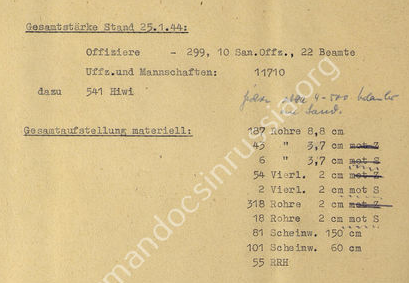 Gesamtstärke Stand 25.1.44:
Offiziere - 299, 10 San.Offz., 22 Beamte
Uffz.und Mannschaften: 11710
dazu 541 Hiwi
Gesamtaufstellung materiell:
187 Rohre 8,8 cm
45 " 3,7 cm mot Z
6 " 3,7 cm mot S
54 Vierl. 2 cm mot Z
2 Vierl. 2 cm mot S
318 Rohre 2 cm mot Z
18 Rohre 2 cm mot S
81 Scheinw. 150 cm
101 Scheinw. 60 cm
55 RRH
mandocsinrussia.org